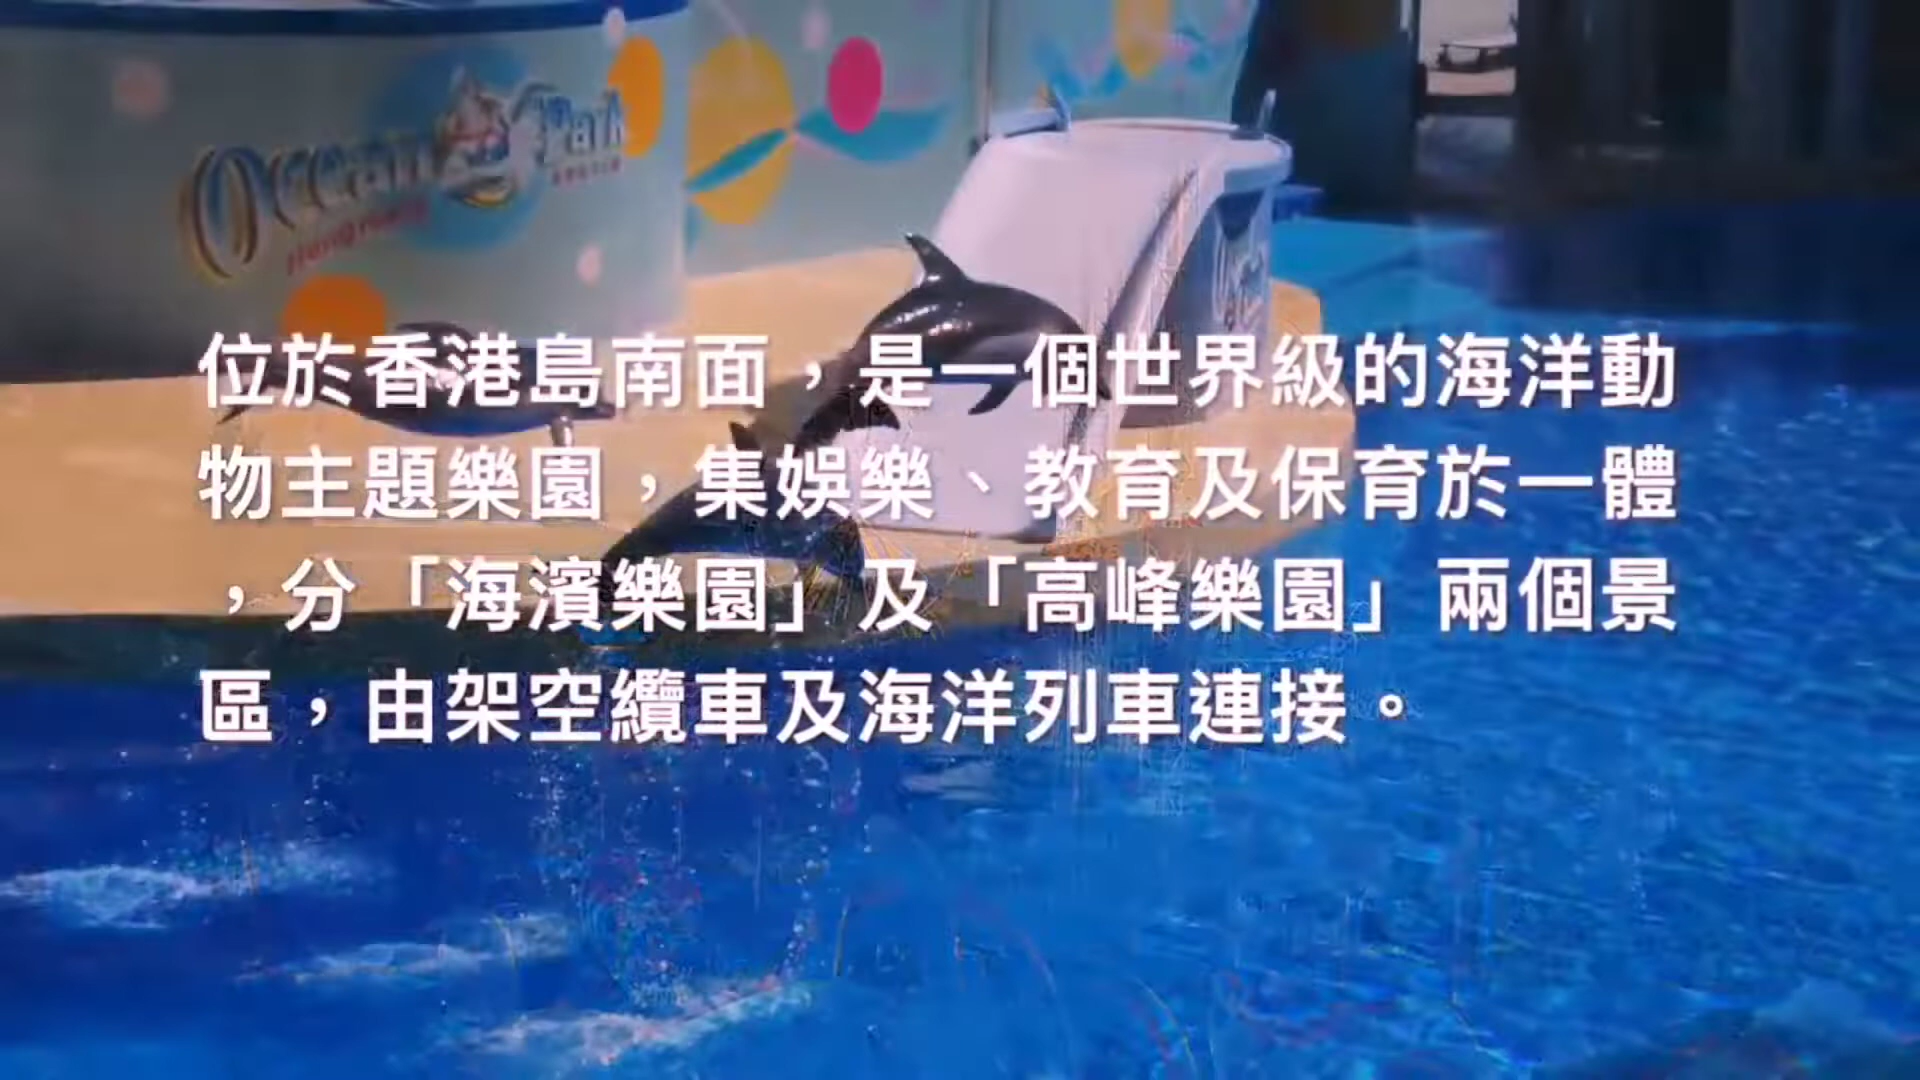 Ocean Park
Hong Kong
位於香港島南面，是一個世界級的海洋動
物主題樂園，集娛樂、教育及保育於一體
，分「海濱樂園」及「高峰樂園」兩個景
區，由架空纜車及海洋列車連接。